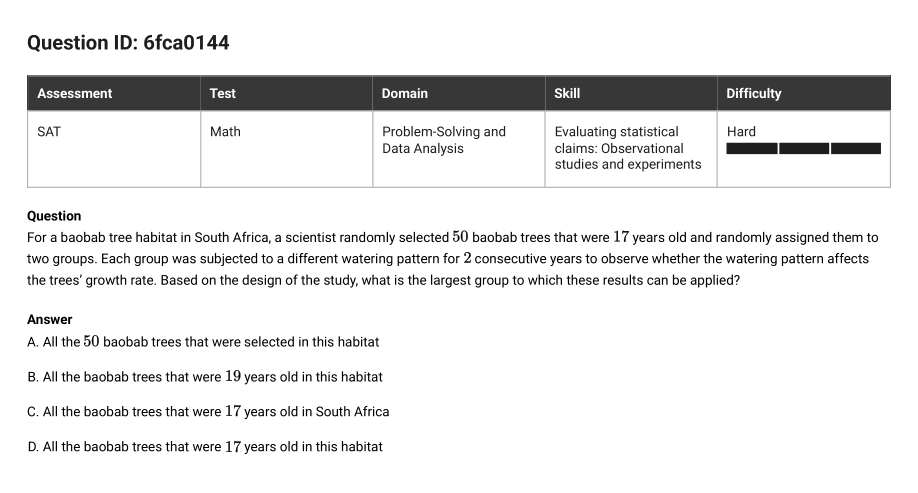 Question ID: 6fca0144
Assessment Test Domain Skill Difficulty
SAT Math Problem-Solving and Data Analysis Evaluating statistical claims: Observational studies and experiments Hard
Question
For a baobab tree habitat in South Africa, a scientist randomly selected 50 baobab trees that were 17 years old and randomly assigned them to
two groups. Each group was subjected to a different watering pattern for 2 consecutive years to observe whether the watering pattern affects
the trees' growth rate. Based on the design of the study, what is the largest group to which these results can be applied?
Answer
A. All the 50 baobab trees that were selected in this habitat
B. All the baobab trees that were 19 years old in this habitat
C. All the baobab trees that were 17 years old in South Africa
D. All the baobab trees that were 17 years old in this habitat